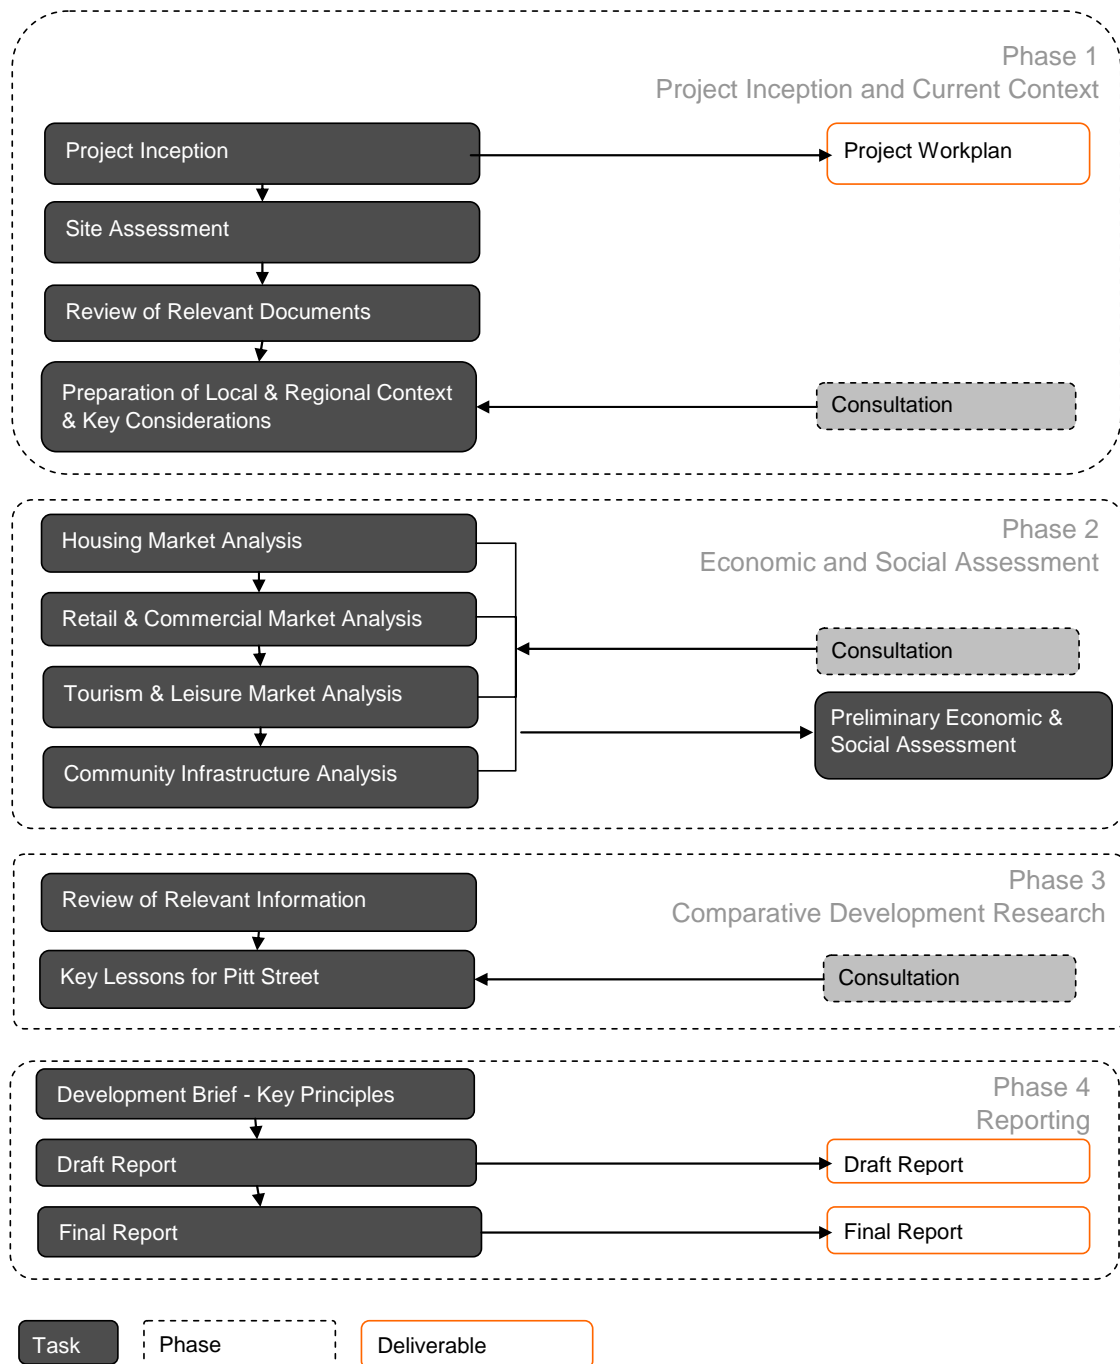 Phase 1
Project Inception and Current Context
Project Inception
Project Workplan
Site Assessment
Review of Relevant Documents
Preparation of Local & Regional Context
& Key Considerations
Consultation
Phase 2
Economic and Social Assessment
Housing Market Analysis
Retail & Commercial Market Analysis
Consultation
Tourism & Leisure Market Analysis
Preliminary Economic &
Social Assessment
Community Infrastructure Analysis
Phase 3
Comparative Development Research
Review of Relevant Information
Key Lessons for Pitt Street
Consultation
Phase 4
Reporting
Development Brief - Key Principles
Draft Report
Draft Report
Final Report
Final Report
Task
Phase
Deliverable